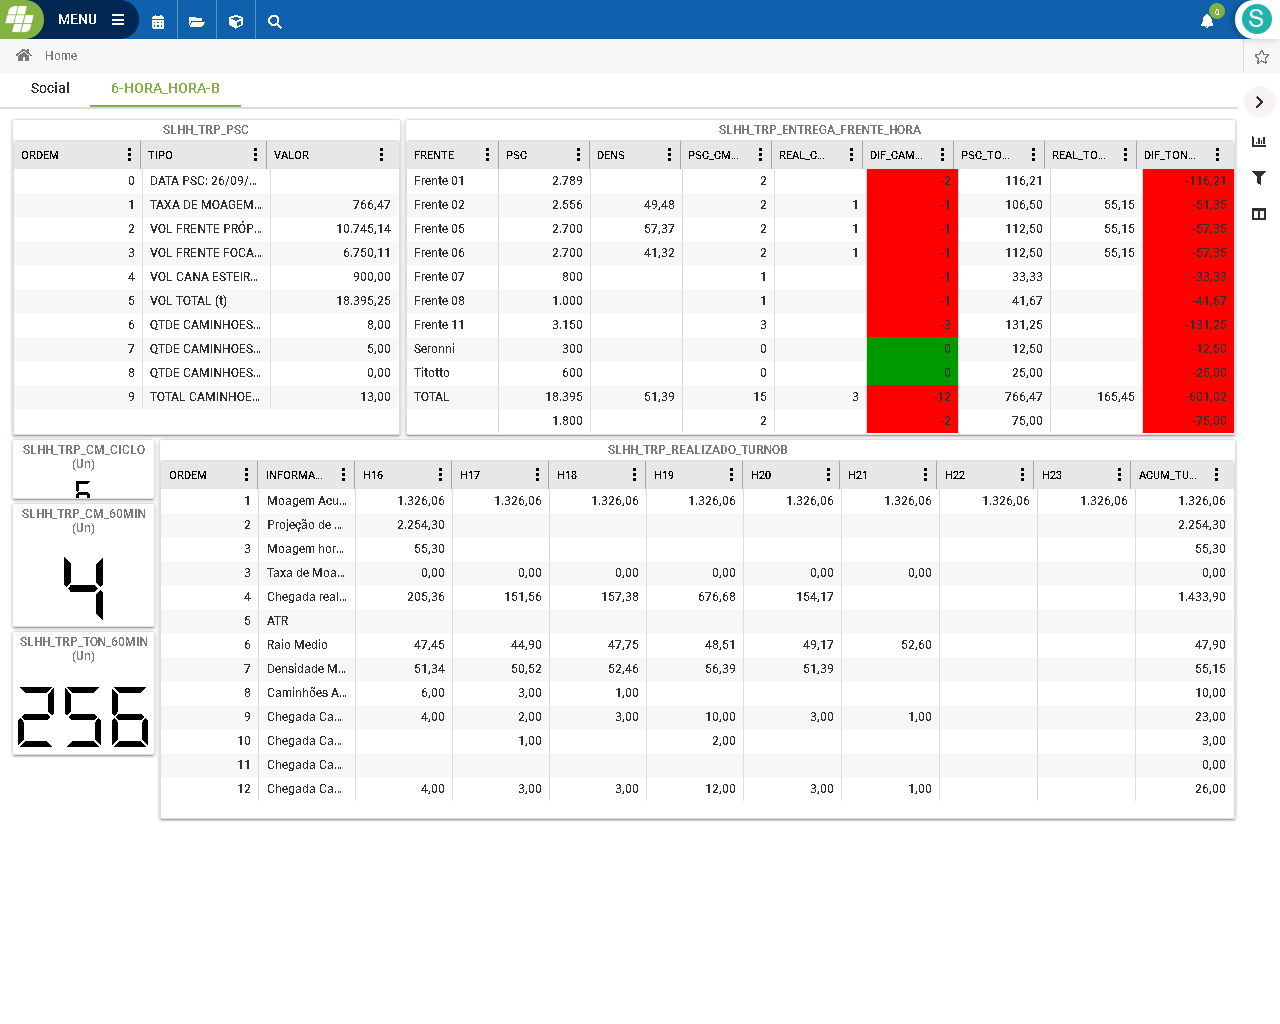 MENU
0
S
Home
Social 6-HORA_HORA-B
SLHH_TRP_PSC
ORDEM TIPO VALOR
0 DATA PSC: 26/09/...
1 TAXA DE MOAGEM... 766,47
2 VOL FRENTE PRÓP... 10.745,14
3 VOL FRENTE FOCA... 6.750,11
4 VOL CANA ESTEIR... 900,00
5 VOL TOTAL (t) 18.395,25
6 QTDE CAMINHOES... 8,00
7 QTDE CAMINHOES... 5,00
8 QTDE CAMINHOES... 0,00
9 TOTAL CAMINHOE... 13,00
SLHH_TRP_ENTREGA_FRENTE_HORA
FRENTE PSC DENS PSC_CM... REAL_C... DIF_CAM... PSC_TO... REAL_TO... DIF_TON...
Frente 01 2.789 2 -2 116,21 -116,21
Frente 02 2.556 49,48 2 1 -1 106,50 55,15 -51,35
Frente 05 2.700 57,37 2 1 -1 112,50 55,15 -57,35
Frente 06 2.700 41,32 2 1 -1 112,50 55,15 -57,35
Frente 07 800 1 -1 33,33 -33,33
Frente 08 1.000 1 -1 41,67 -41,67
Frente 11 3.150 3 -3 131,25 -131,25
Seronni 300 0 0 12,50 -12,50
Titotto 600 0 0 25,00 -25,00
TOTAL 18.395 51,39 15 3 -12 766,47 165,45 -601,02
1.800 2 -2 75,00 -75,00
SLHH_TRP_CM_CICLO
(Un)
SLHH_TRP_CM_60MIN
(Un)
4
SLHH_TRP_TON_60MIN
(Un)
256
SLHH_TRP_REALIZADO_TURNOB
ORDEM INFORMA... H16 H17 H18 H19 H20 H21 H22 H23 ACUM_TU...
1 Moagem Acu... 1.326,06 1.326,06 1.326,06 1.326,06 1.326,06 1.326,06 1.326,06 1.326,06 1.326,06
2 Projeção de ... 2.254,30 2.254,30
3 Moagem hor... 55,30 55,30
3 Taxa de Moa... 0,00 0,00 0,00 0,00 0,00 0,00 0,00
4 Chegada real... 205,36 151,56 157,38 676,68 154,17 1.433,90
5 ATR
6 Raio Medio 47,45 44,90 47,75 48,51 49,17 52,60 47,90
7 Densidade M... 51,34 50,52 52,46 56,39 51,39 55,15
8 Caminhões A... 6,00 3,00 1,00 10,00
9 Chegada Ca... 4,00 2,00 3,00 10,00 3,00 1,00 23,00
10 Chegada Ca... 1,00 2,00 3,00
11 Chegada Ca... 0,00
12 Chegada Ca... 4,00 3,00 3,00 12,00 3,00 1,00 26,00